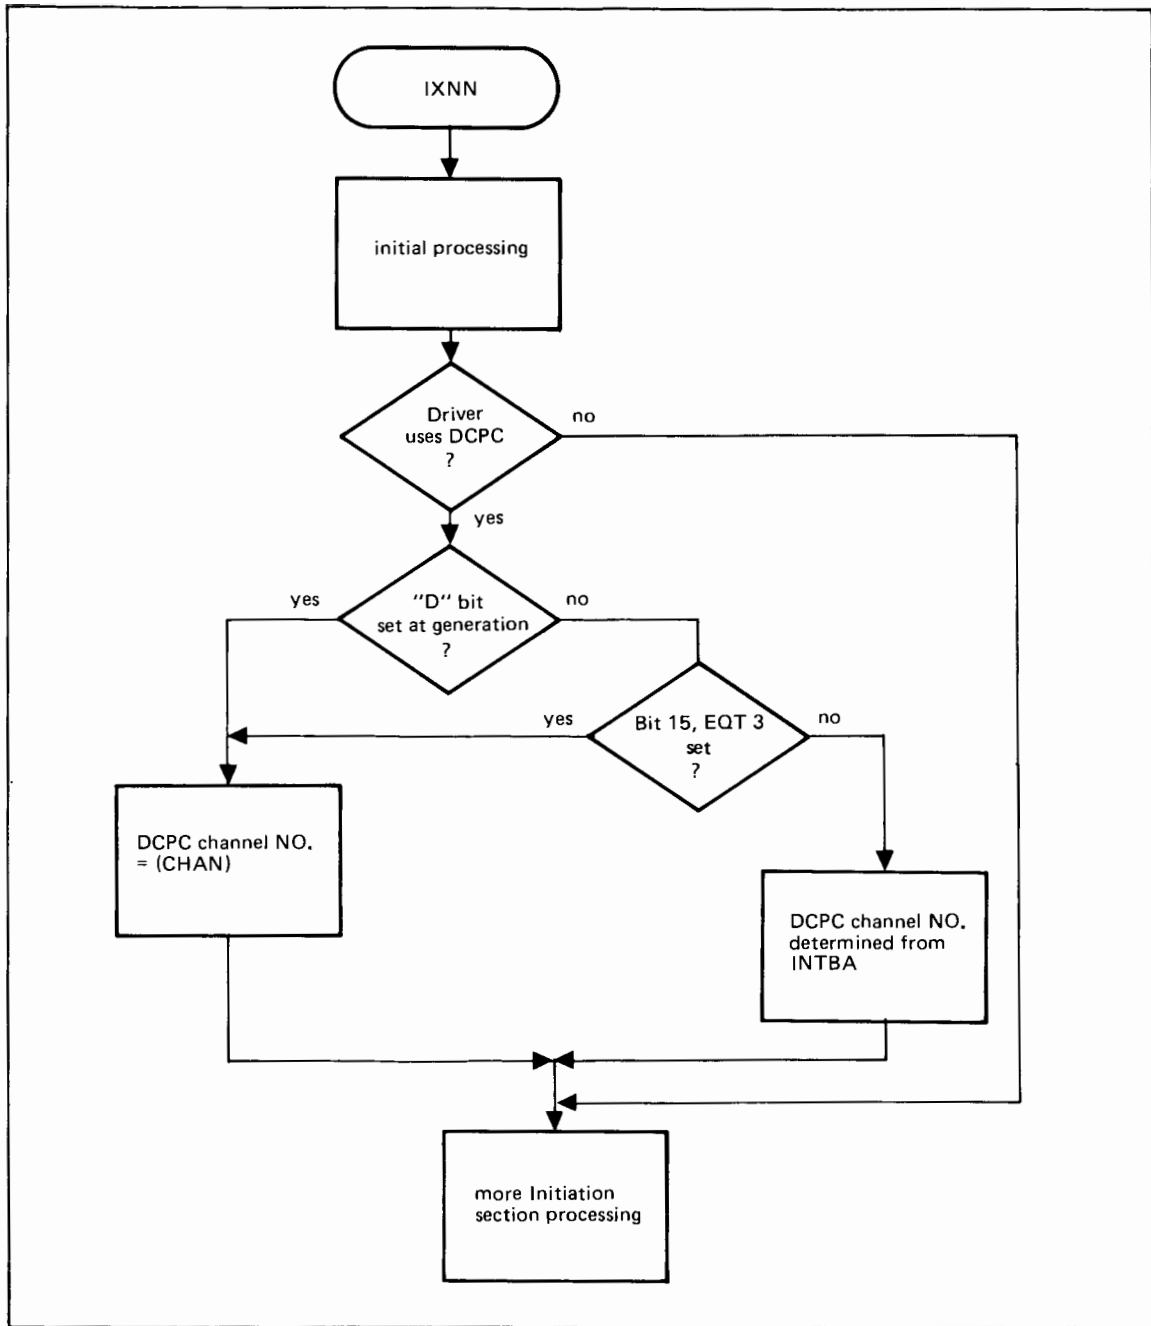 IXNN
initial processing
Driver
uses DCPC
?
no
yes
yes
"D" bit
set at generation
?
no
yes
Bit 15, EQT 3
set
?
no
DCPC channel NO.
= (CHAN)
DCPC channel NO.
determined from
INTBA
more Initiation
section processing